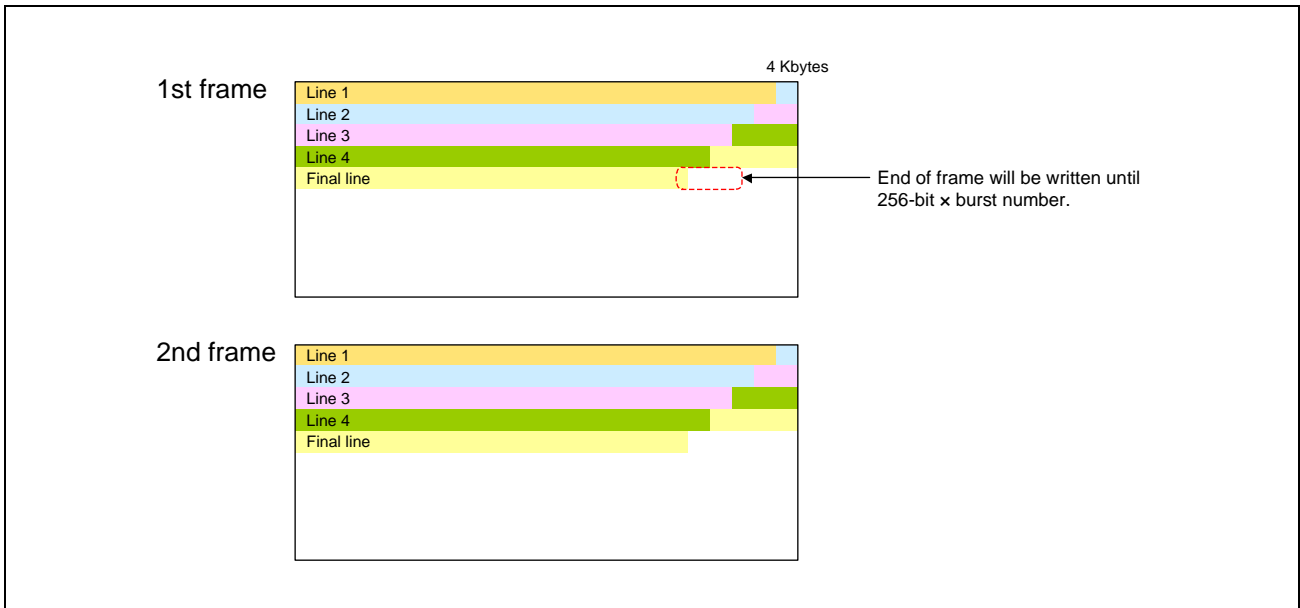 4 Kbytes
1st frame
Line 1
Line 2
Line 3
Line 4
Final line
End of frame will be written until
256-bit × burst number.
2nd frame
Line 1
Line 2
Line 3
Line 4
Final line